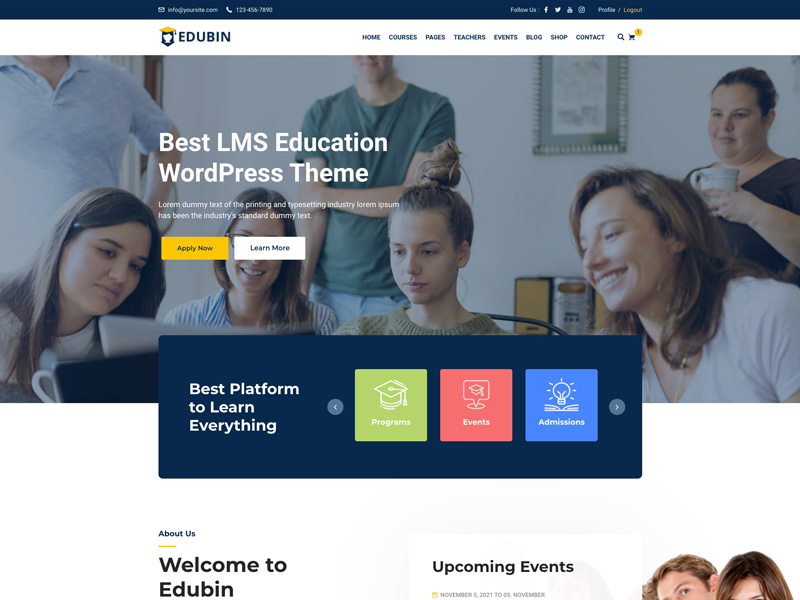 info@yoursite.com 123-456-7890 Follow Us : Profile / Logout
EDUBIN HOME COURSES PAGES TEACHERS EVENTS BLOG SHOP CONTACT
Best LMS Education
WordPress Theme
Lorem dummy text of the printing and typesetting industry lorem ipsum
has been the industry's standard dummy text.
Apply Now Learn More
Best Platform
to Learn
Everything
Programs Events Admissions
About Us
Welcome to
Edubin
Upcoming Events
NOVEMBER 5, 2021 TO 05. NOVEMBER